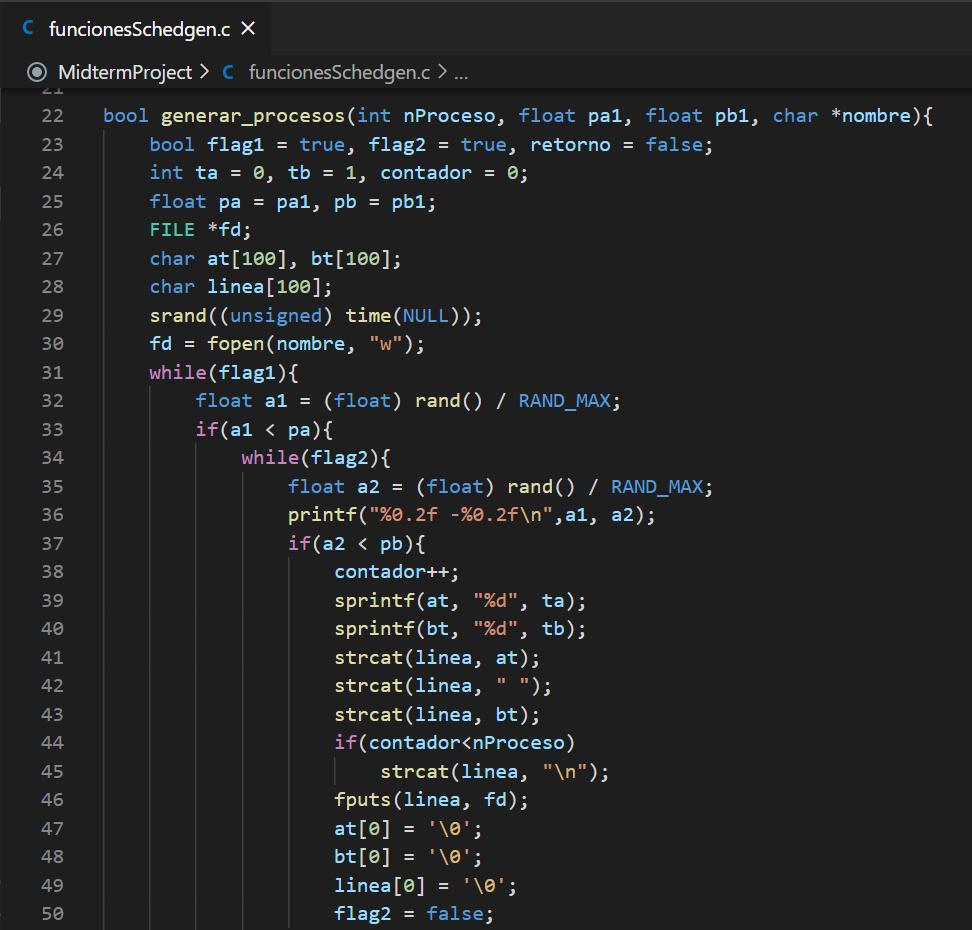 C funcionesSchedgen.c ×
MidtermProject > C funcionesSchedgen.c > ...
21
22 bool generar_procesos(int nProceso, float pa1, float pb1, char *nombre){
23 bool flag1 = true, flag2 = true, retorno = false;
24 int ta = 0, tb = 1, contador = 0;
25 float pa = pa1, pb = pb1;
26 FILE *fd;
27 char at[100], bt[100];
28 char linea[100];
29 srand((unsigned) time(NULL));
30 fd = fopen(nombre, "w");
31 while(flag1){
32 float a1 = (float) rand() / RAND_MAX;
33 if(a1 < pa){
34 while(flag2){
35 float a2 = (float) rand() / RAND_MAX;
36 printf("%0.2f -%0.2f\n",a1, a2);
37 if(a2 < pb){
38 contador++;
39 sprintf(at, "%d", ta);
40 sprintf(bt, "%d", tb);
41 strcat(linea, at);
42 strcat(linea, " ");
43 strcat(linea, bt);
44 if(contador<nProceso)
45 strcat(linea, "\n");
46 fputs(linea, fd);
47 at[0] = '\0';
48 bt[0] = '\0';
49 linea[0] = '\0';
50 flag2 = false;